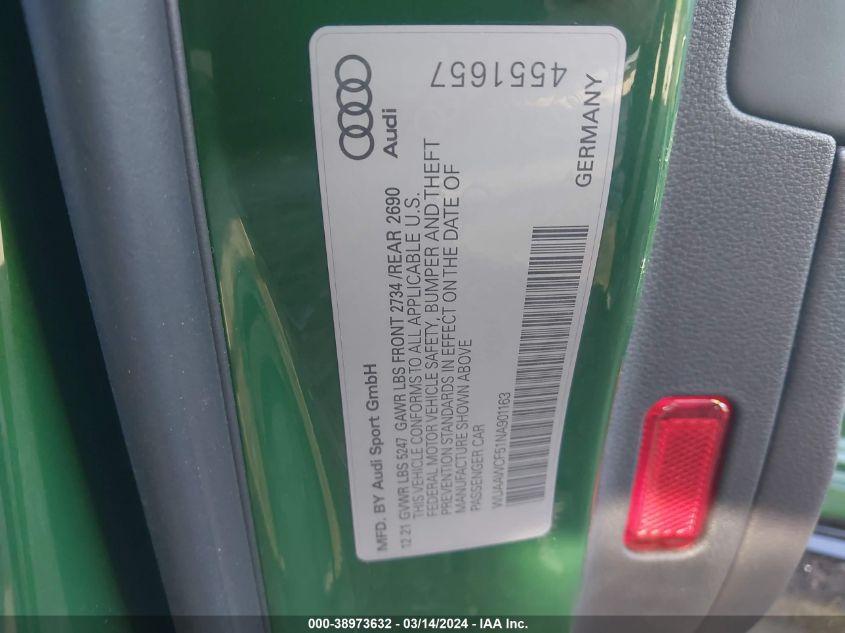 Audi
4551657
GERMANY
MFD. BY Audi Sport GmbH
12.21 GVWR LBS 5247 GAWR LBS FRONT 2734 /REAR 2690
THIS VEHICLE CONFORMS TO ALL APPLICABLE U.S.
FEDERAL MOTOR VEHICLE SAFETY, BUMPER AND THEFT
PREVENTION STANDARDS IN EFFECT ON THE DATE OF
MANUFACTURE SHOWN ABOVE
PASSENGER CAR
WUAAWCF51NA901163
000-38973632 - 03/14/2024 - IAA Inc.